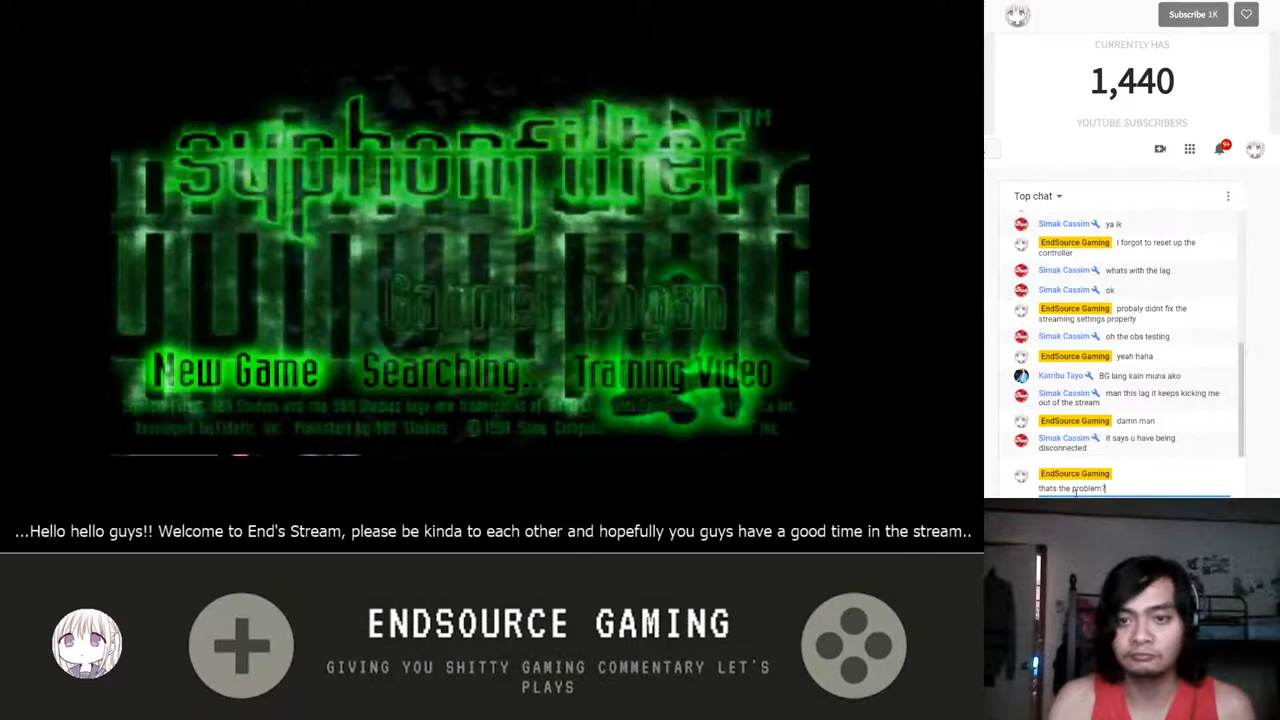 syphonfilter™
New Game Searching... Training Video
...Hello hello guys!! Welcome to End's Stream, please be kinda to each other and hopefully you guys have a good time in the stream..
ENDSOURCE GAMING
GIVING YOU SHITTY GAMING COMMENTARY LET'S
PLAYS
Subscribe 1K
CURRENTLY HAS
1,440
YOUTUBE SUBSCRIBERS
9+
Top chat
Simak Cassim ya ik
EndSource Gaming I forgot to reset up the
controller
Simak Cassim whats with the lag
Simak Cassim ok
EndSource Gaming probaly didnt fix the
streaming settings properly
Simak Cassim oh the obs testing
EndSource Gaming yeah haha
Katribu Tayo BG lang kain muna ako
Simak Cassim man this lag it keeps kicking me
out of the stream
EndSource Gaming damn man
Simak Cassim it says u have being
disconnected
EndSource Gaming
thats the problem?